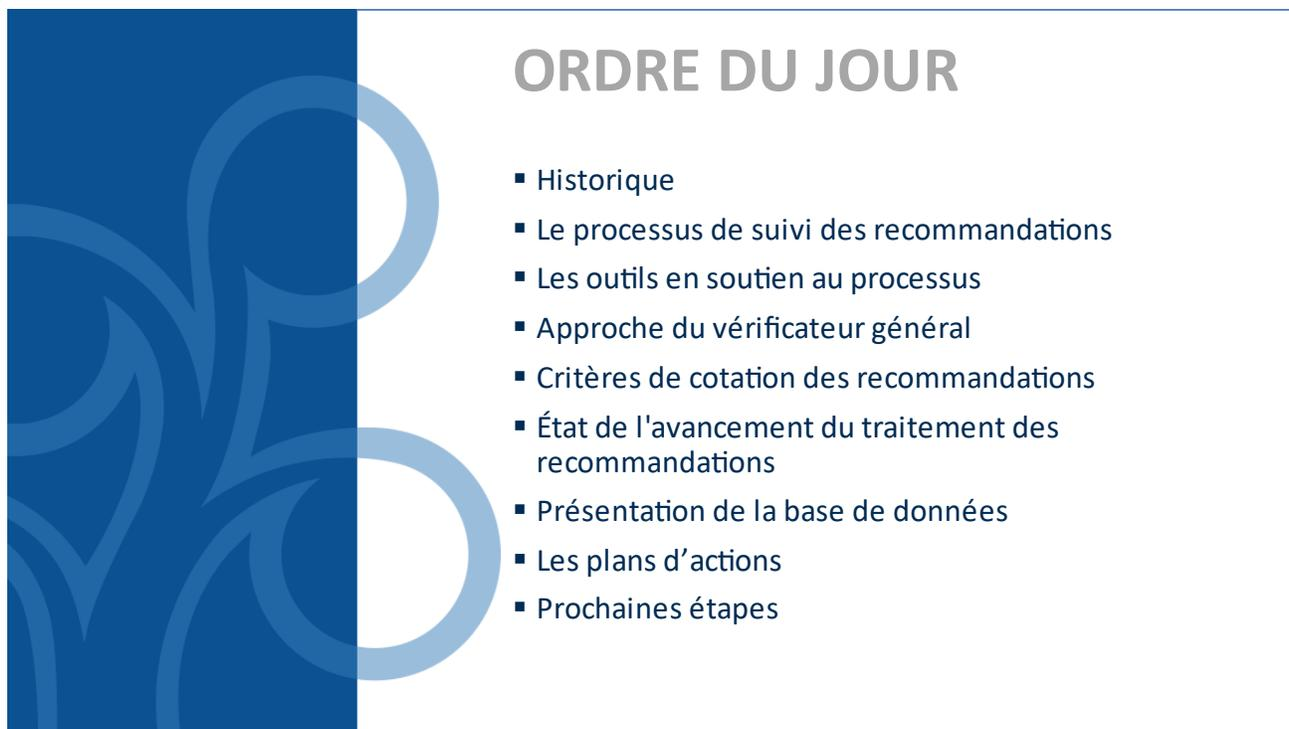 ORDRE DU JOUR
▪ Historique
▪ Le processus de suivi des recommandations
▪ Les outils en soutien au processus
▪ Approche du vérificateur général
▪ Critères de cotation des recommandations
▪ État de l'avancement du traitement des
recommandations
▪ Présentation de la base de données
▪ Les plans d’actions
▪ Prochaines étapes